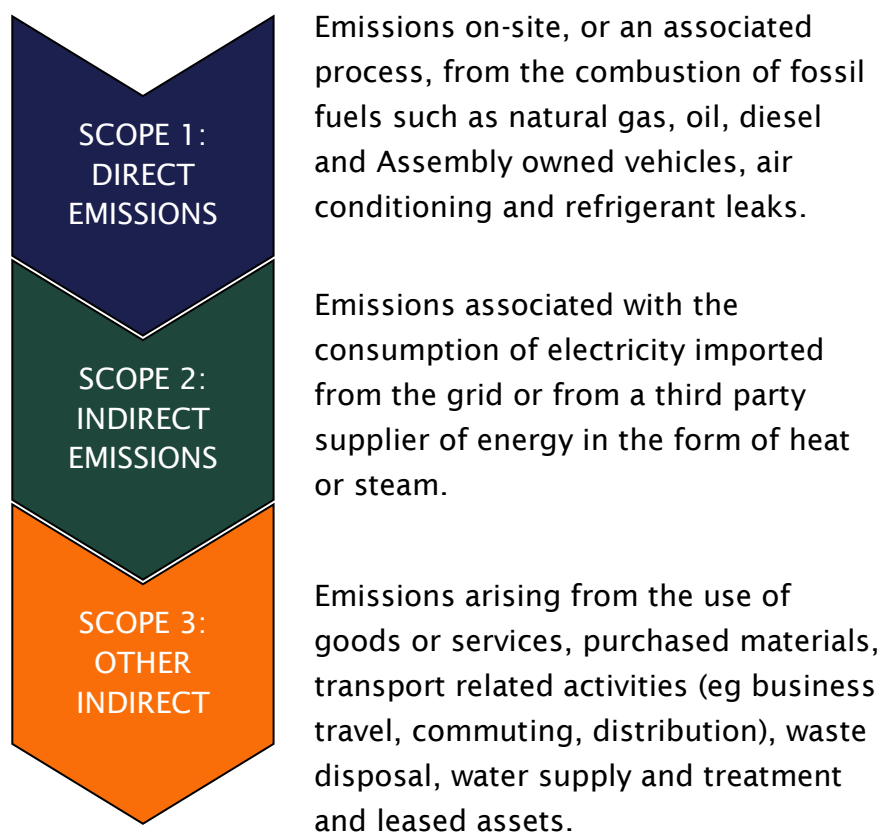 SCOPE 1:
DIRECT
EMISSIONS
Emissions on-site, or an associated
process, from the combustion of fossil
fuels such as natural gas, oil, diesel
and Assembly owned vehicles, air
conditioning and refrigerant leaks.
SCOPE 2:
INDIRECT
EMISSIONS
Emissions associated with the
consumption of electricity imported
from the grid or from a third party
supplier of energy in the form of heat
or steam.
SCOPE 3:
OTHER
INDIRECT
Emissions arising from the use of
goods or services, purchased materials,
transport related activities (eg business
travel, commuting, distribution), waste
disposal, water supply and treatment
and leased assets.